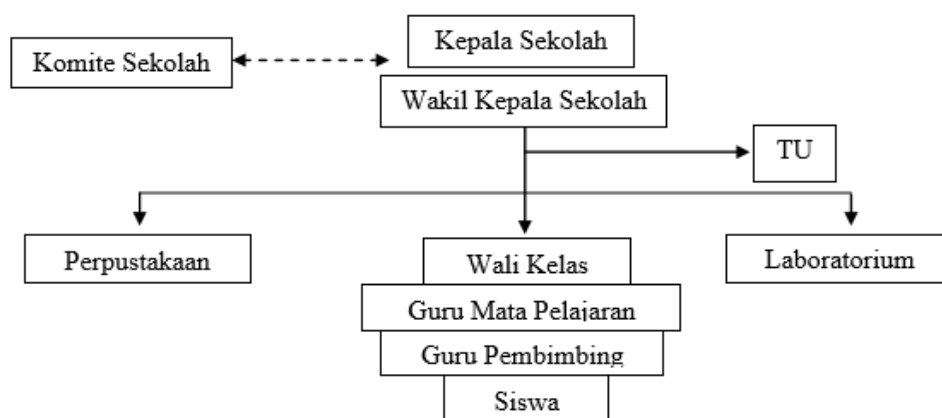 Kepala Sekolah
Komite Sekolah
Wakil Kepala Sekolah
TU
Perpustakaan
Wali Kelas
Laboratorium
Guru Mata Pelajaran
Guru Pembimbing
Siswa